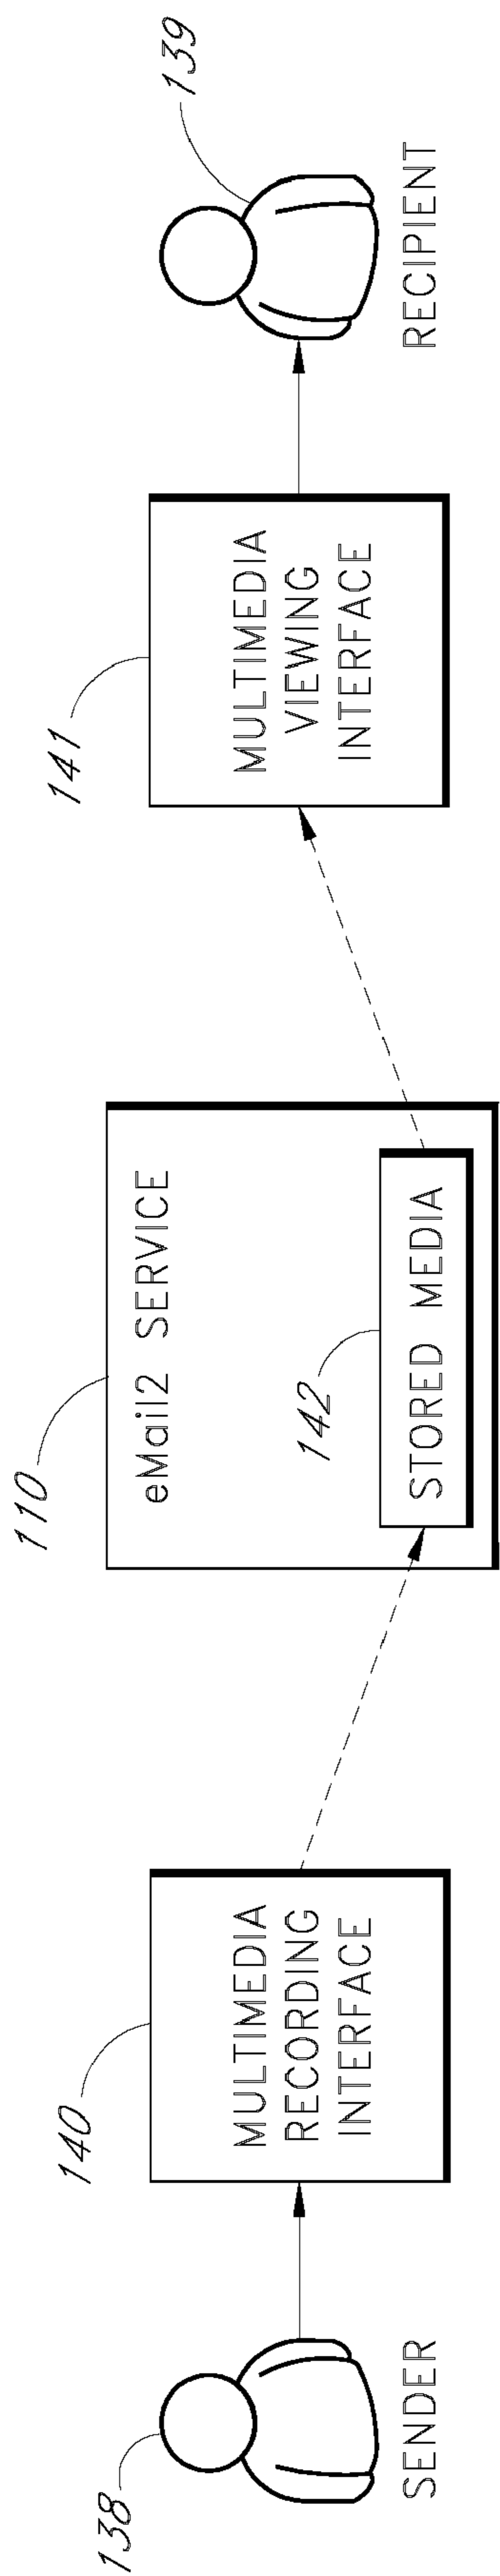 138
SENDER
140
MULTIMEDIA
RECORDING
INTERFACE
110
eMail2 SERVICE
142
STORED MEDIA
141
MULTIMEDIA
VIEWING
INTERFACE
139
RECIPIENT